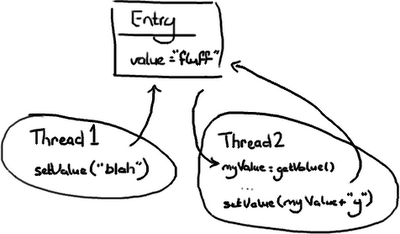 Entry
value="fluff"
Thread 1
setValue("blah")
Thread 2
myValue=getValue()
...
setValue(myValue+"y")